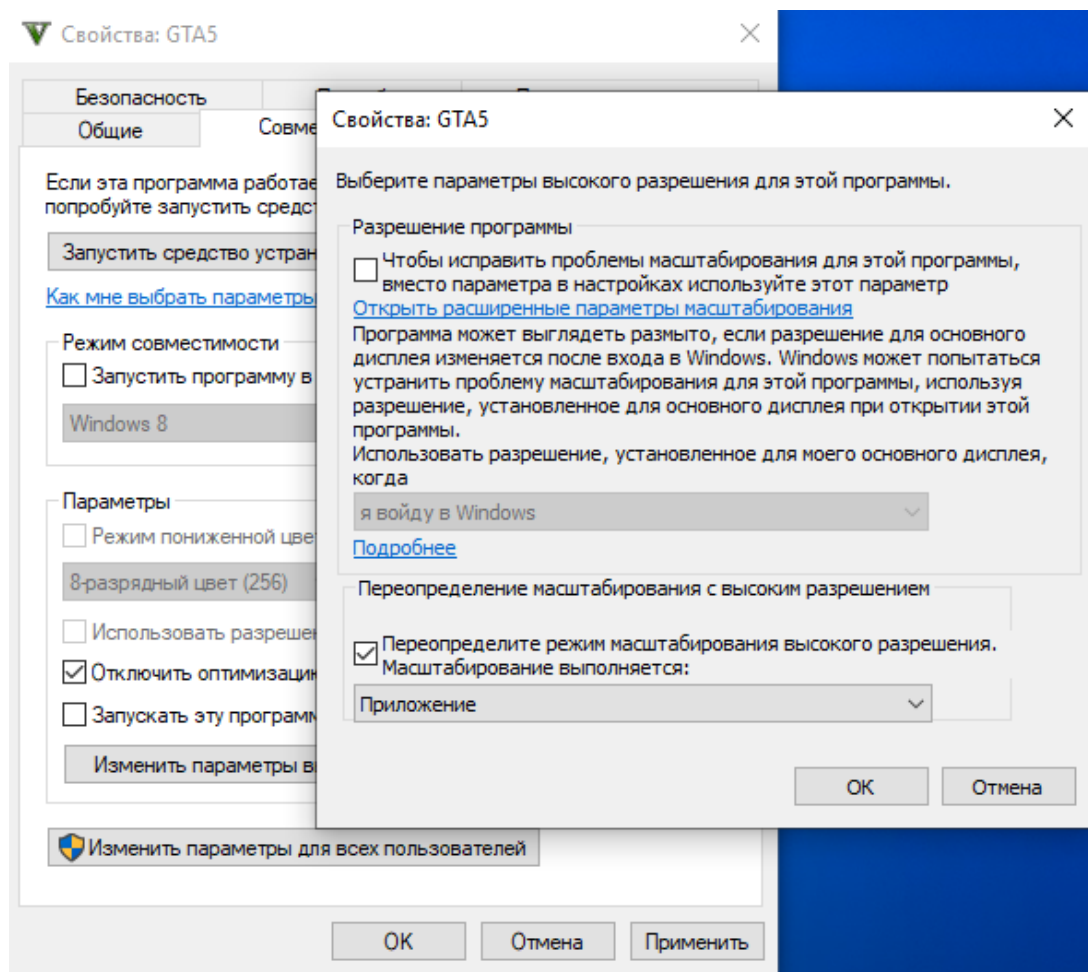 Свойства: GTA5
Безопасность
Общие
Совме
Если эта программа работае
попробуйте запустить средст
Запустить средство устран
Как мне выбрать параметры
Режим совместимости
Запустить программу в
Windows 8
Параметры
Режим пониженной цве
8-разрядный цвет (256)
Использовать разрешен
Отключить оптимизацию
Запускать эту программ
Изменить параметры вы
Изменить параметры для всех пользователей
OK
Отмена
Применить
Свойства: GTA5
Выберите параметры высокого разрешения для этой программы.
Разрешение программы
Чтобы исправить проблемы масштабирования для этой программы,
вместо параметра в настройках используйте этот параметр
Открыть расширенные параметры масштабирования
Программа может выглядеть размыто, если разрешение для основного
дисплея изменяется после входа в Windows. Windows может попытаться
устранить проблему масштабирования для этой программы, используя
разрешение, установленное для основного дисплея при открытии этой
программы.
Использовать разрешение, установленное для моего основного дисплея,
когда
я войду в Windows
Подробнее
Переопределение масштабирования с высоким разрешением
Переопределите режим масштабирования высокого разрешения.
Масштабирование выполняется:
Приложение
OK
Отмена